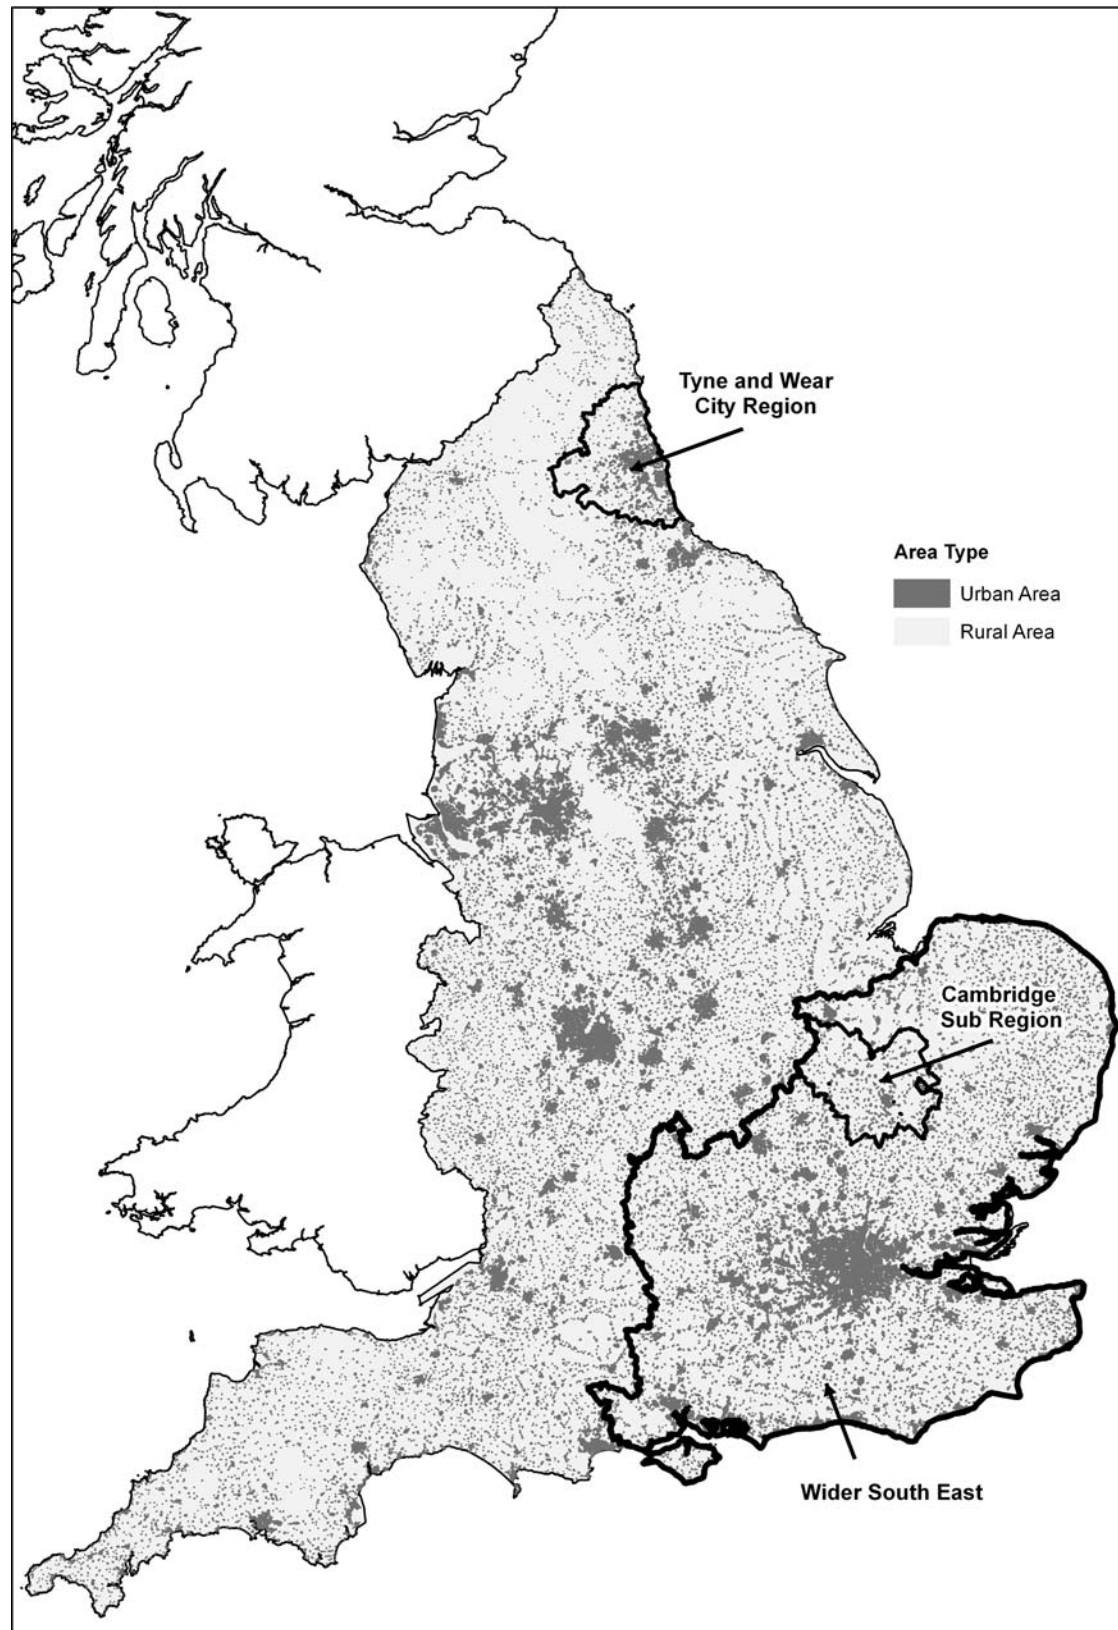 Tyne and Wear
City Region
Area Type
Urban Area
Rural Area
Cambridge
Sub Region
Wider South East